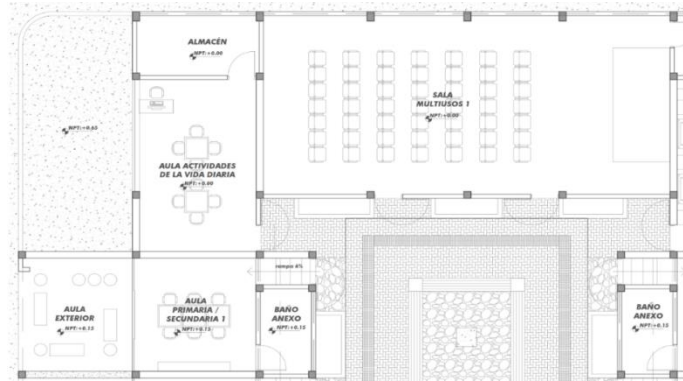 ALMACÉN
NPT:+0.00
SALA
MULTIUSOS 1
NPT:+0.00
NPT:+0.65
AULA ACTIVIDADES
DE LA VIDA DIARIA
NPT:+0.00
rampa 6%
AULA
EXTERIOR
NPT:+0.15
AULA
PRIMARIA /
SECUNDARIA 1
NPT:+0.15
BAÑO
ANEXO
NPT:+0.15
BAÑO
ANEXO
NPT:+0.15